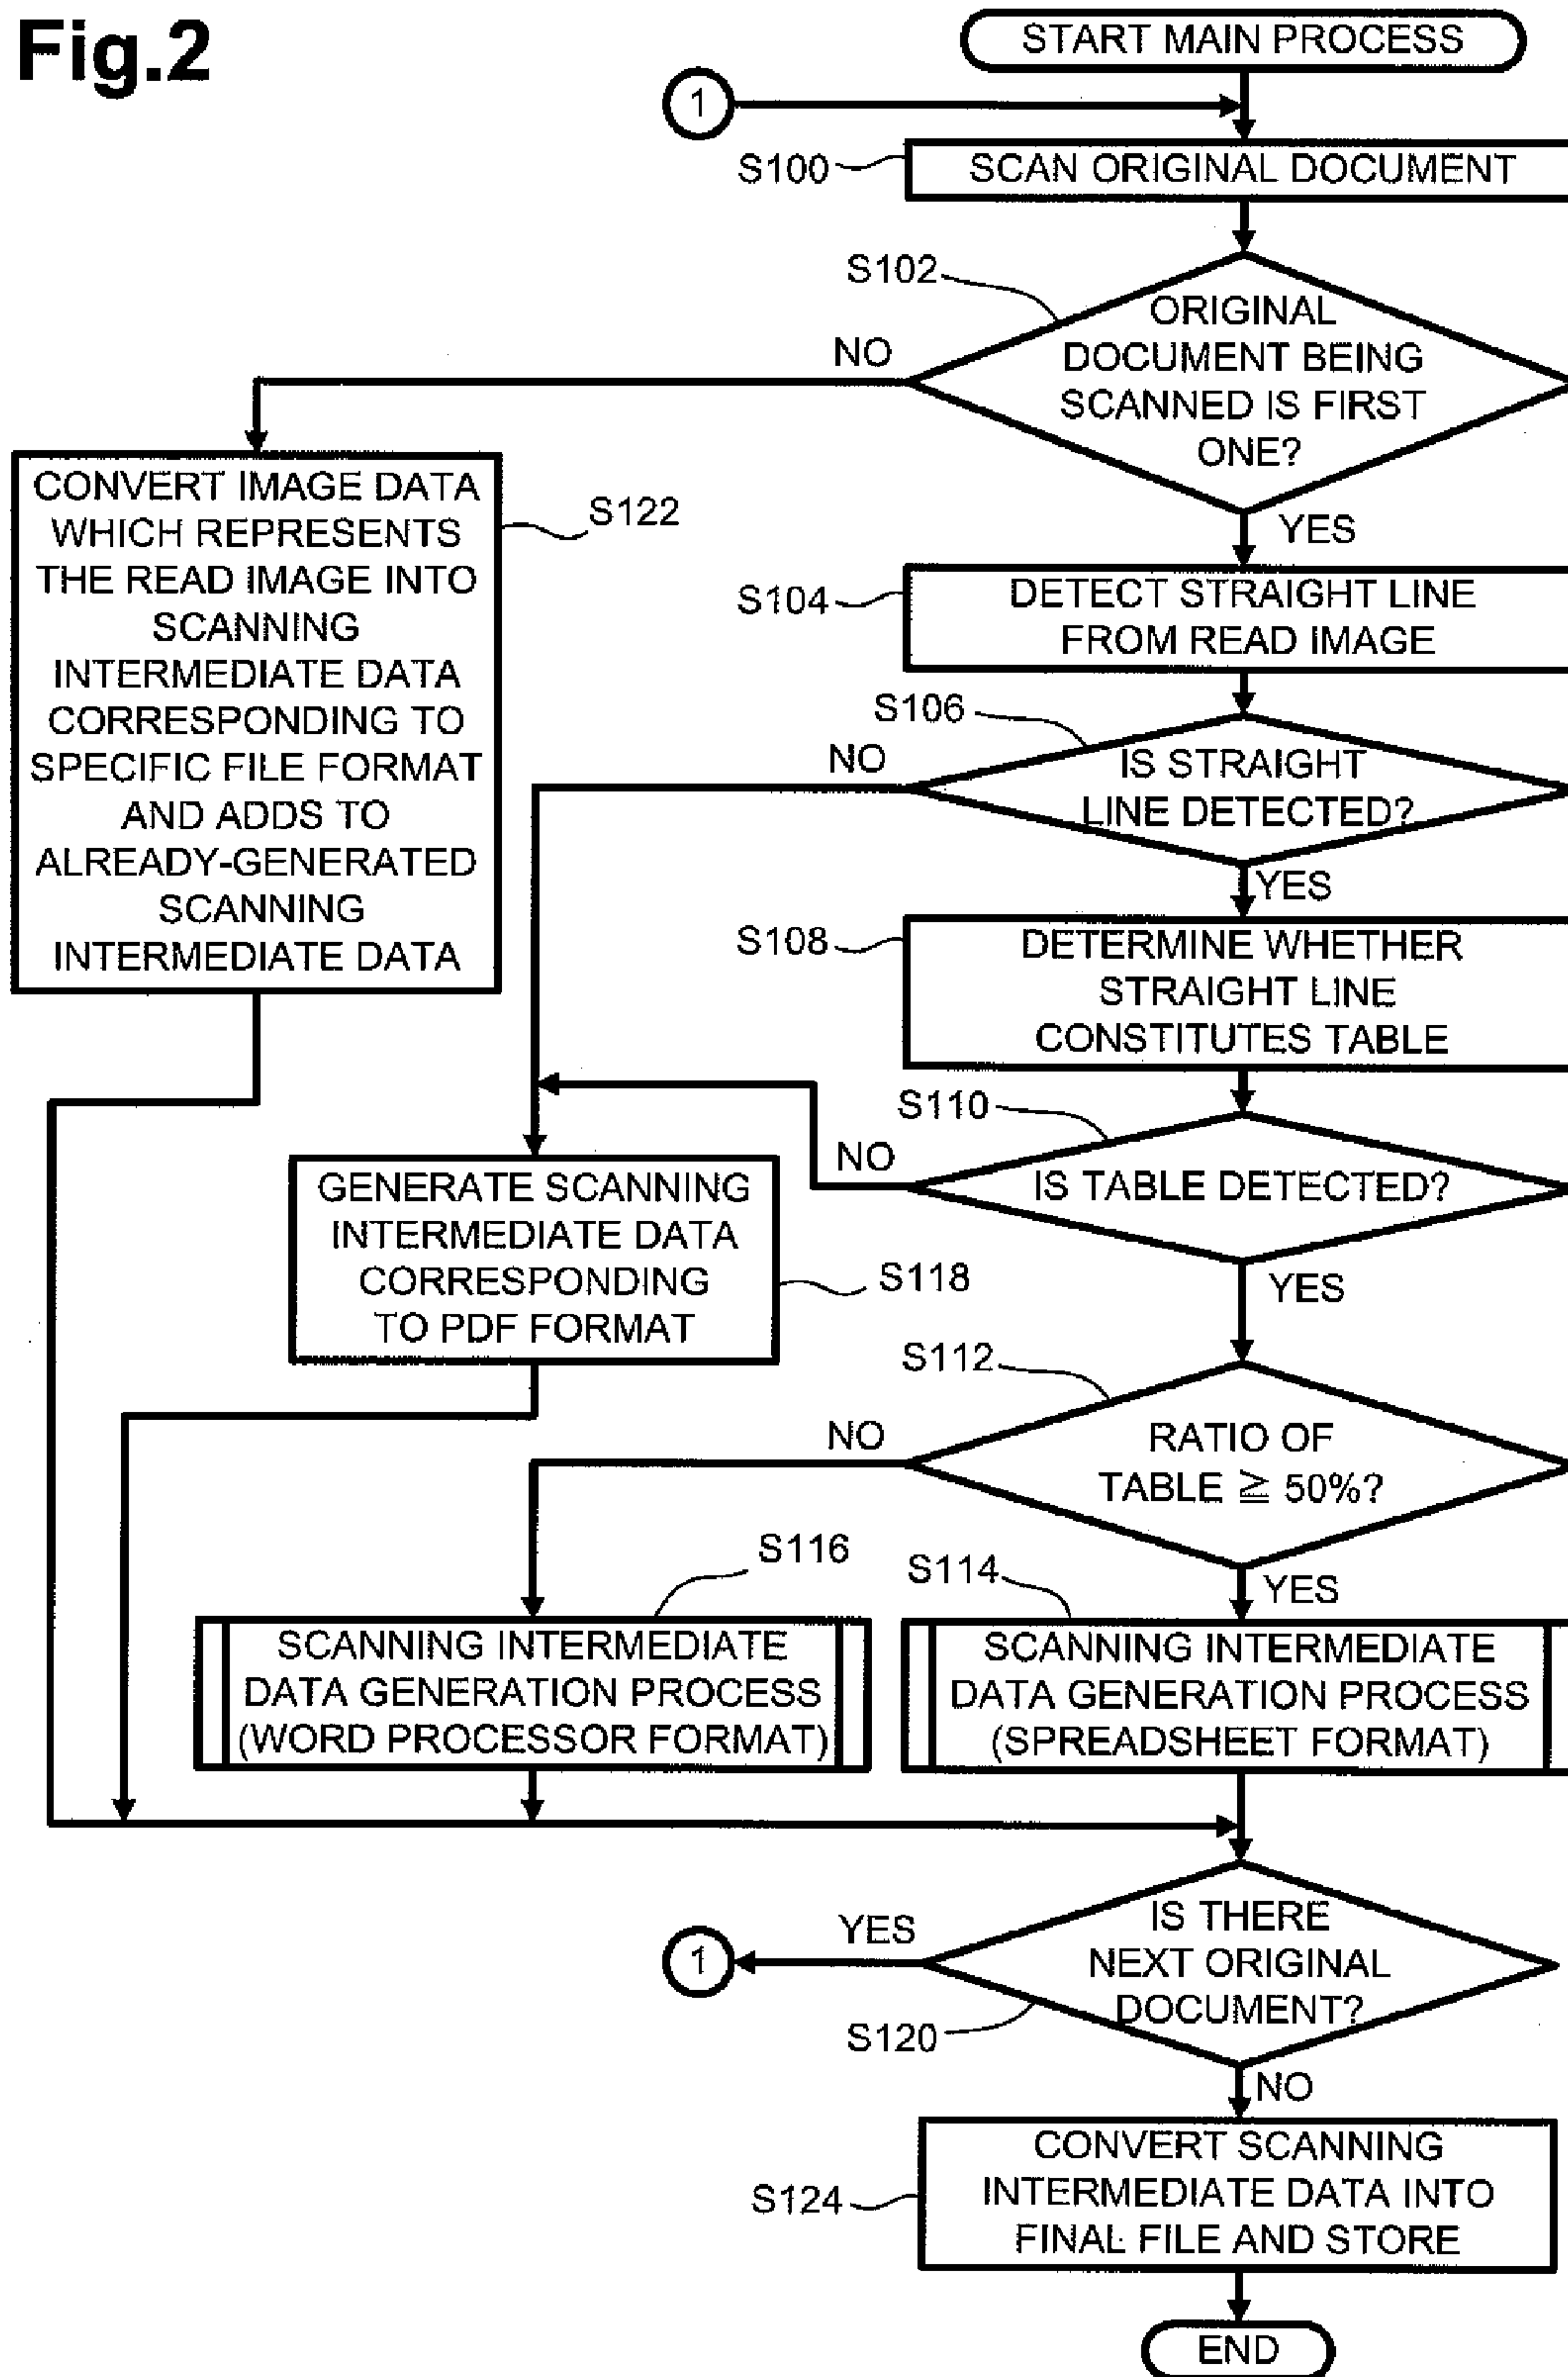 Fig.2
START MAIN PROCESS
1
S100
SCAN ORIGINAL DOCUMENT
S102
ORIGINAL
DOCUMENT BEING
SCANNED IS FIRST
ONE?
NO
YES
CONVERT IMAGE DATA
WHICH REPRESENTS
THE READ IMAGE INTO
SCANNING
INTERMEDIATE DATA
CORRESPONDING TO
SPECIFIC FILE FORMAT
AND ADDS TO
ALREADY-GENERATED
SCANNING
INTERMEDIATE DATA
S122
S104
DETECT STRAIGHT LINE
FROM READ IMAGE
S106
IS STRAIGHT
LINE DETECTED?
NO
YES
S108
DETERMINE WHETHER
STRAIGHT LINE
CONSTITUTES TABLE
S110
IS TABLE DETECTED?
NO
YES
GENERATE SCANNING
INTERMEDIATE DATA
CORRESPONDING
TO PDF FORMAT
S118
S112
RATIO OF
TABLE ≧ 50%?
NO
YES
S116
SCANNING INTERMEDIATE
DATA GENERATION PROCESS
(WORD PROCESSOR FORMAT)
S114
SCANNING INTERMEDIATE
DATA GENERATION PROCESS
(SPREADSHEET FORMAT)
IS THERE
NEXT ORIGINAL
DOCUMENT?
YES
1
S120
NO
S124
CONVERT SCANNING
INTERMEDIATE DATA INTO
FINAL FILE AND STORE
END